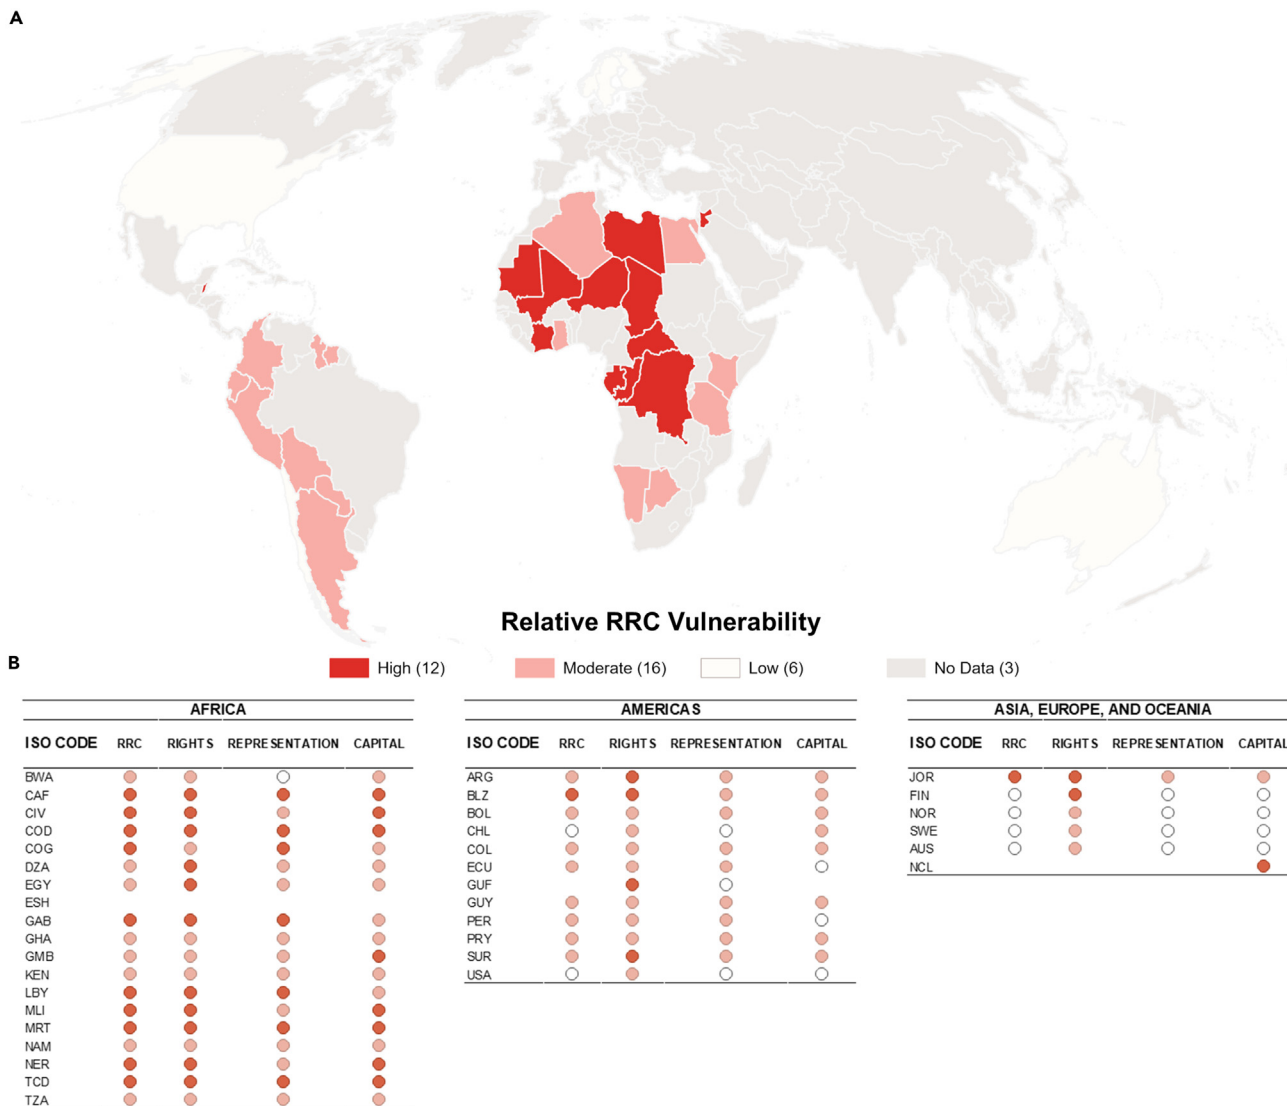 A
Relative RRC Vulnerability
High (12) Moderate (16) Low (6) No Data (3)
B
AFRICA
ISO CODE RRC RIGHTS REPRESENTATION CAPITAL
BWA
CAF
CIV
COD
COG
DZA
EGY
ESH
GAB
GHA
GMB
KEN
LBY
MLI
MRT
NAM
NER
TCD
TZA
AMERICAS
ISO CODE RRC RIGHTS REPRESENTATION CAPITAL
ARG
BLZ
BOL
CHL
COL
ECU
GUF
GUY
PER
PRY
SUR
USA
ASIA, EUROPE, AND OCEANIA
ISO CODE RRC RIGHTS REPRESENTATION CAPITAL
JOR
FIN
NOR
SWE
AUS
NCL